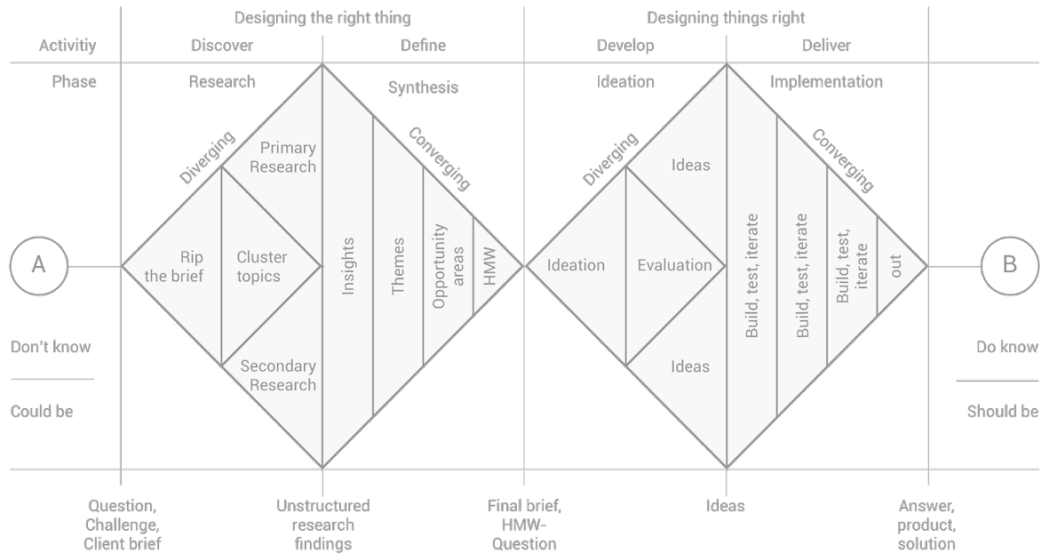 Designing the right thing
Designing things right
Activitiy
Discover
Define
Develop
Deliver
Phase
Research
Synthesis
Ideation
Implementation
Diverging
Converging
Diverging
Converging
Primary
Research
Rip
the brief
Cluster
topics
Secondary
Research
Insights
Themes
Opportunity
areas
HMW
Ideas
Ideation
Evaluation
Ideas
Build, test, iterate
Build, test, iterate
Build, test,
iterate
out
A
B
Don't know
Could be
Do know
Should be
Question,
Challenge,
Client brief
Unstructured
research
findings
Final brief,
HMW-
Question
Ideas
Answer,
product,
solution